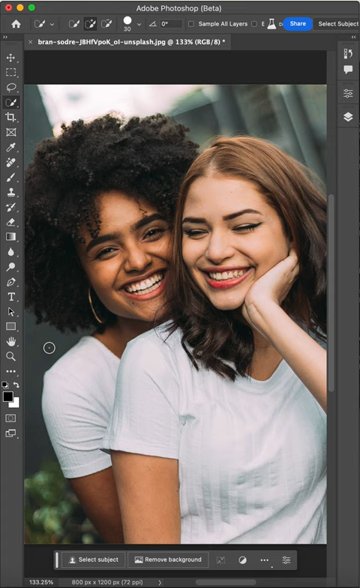 Adobe Photoshop (Beta)
30
0°
Sample All Layers
Share
Select Subject
bran-sodre-JBHfVpoK_oI-unsplash.jpg @ 133% (RGB/8) *
T
Select subject
Remove background
133.25%
800 px x 1200 px (72 ppi)